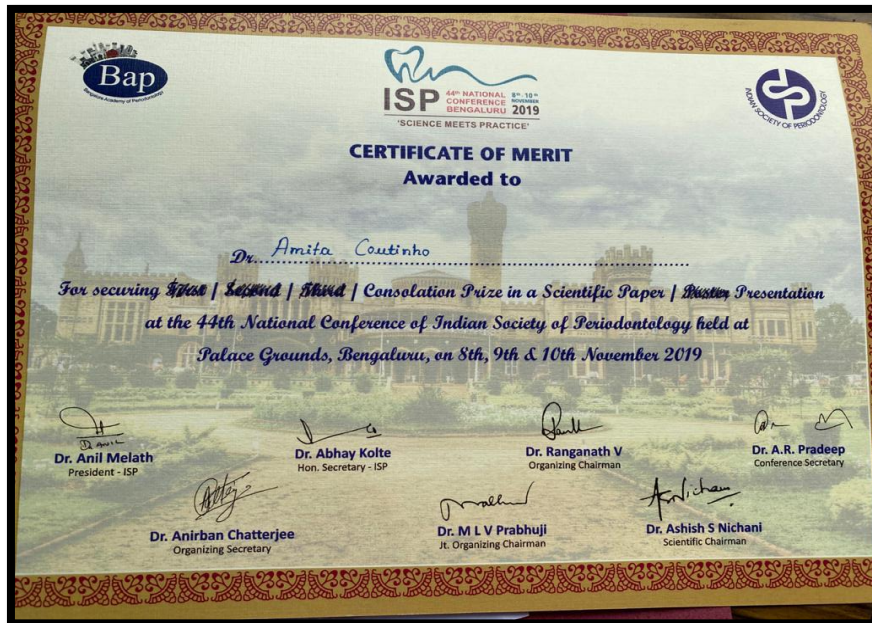 Bap
Bangalore Academy of Periodontology
ISP 44th NATIONAL CONFERENCE BENGALURU 8th - 10th NOVEMBER 2019
'SCIENCE MEETS PRACTICE'
INDIAN SOCIETY OF PERIODONTOLOGY
CERTIFICATE OF MERIT
Awarded to
Dr. Amita Coutinho
For securing First / Second / Third / Consolation Prize in a Scientific Paper / Poster Presentation
at the 44th National Conference of Indian Society of Periodontology held at
Palace Grounds, Bengaluru, on 8th, 9th & 10th November 2019
Dr. Anil Melath
President - ISP
Dr. Abhay Kolte
Hon. Secretary - ISP
Dr. Ranganath V
Organizing Chairman
Dr. A.R. Pradeep
Conference Secretary
Dr. Anirban Chatterjee
Organizing Secretary
Dr. M L V Prabhuji
Jt. Organizing Chairman
Dr. Ashish S Nichani
Scientific Chairman